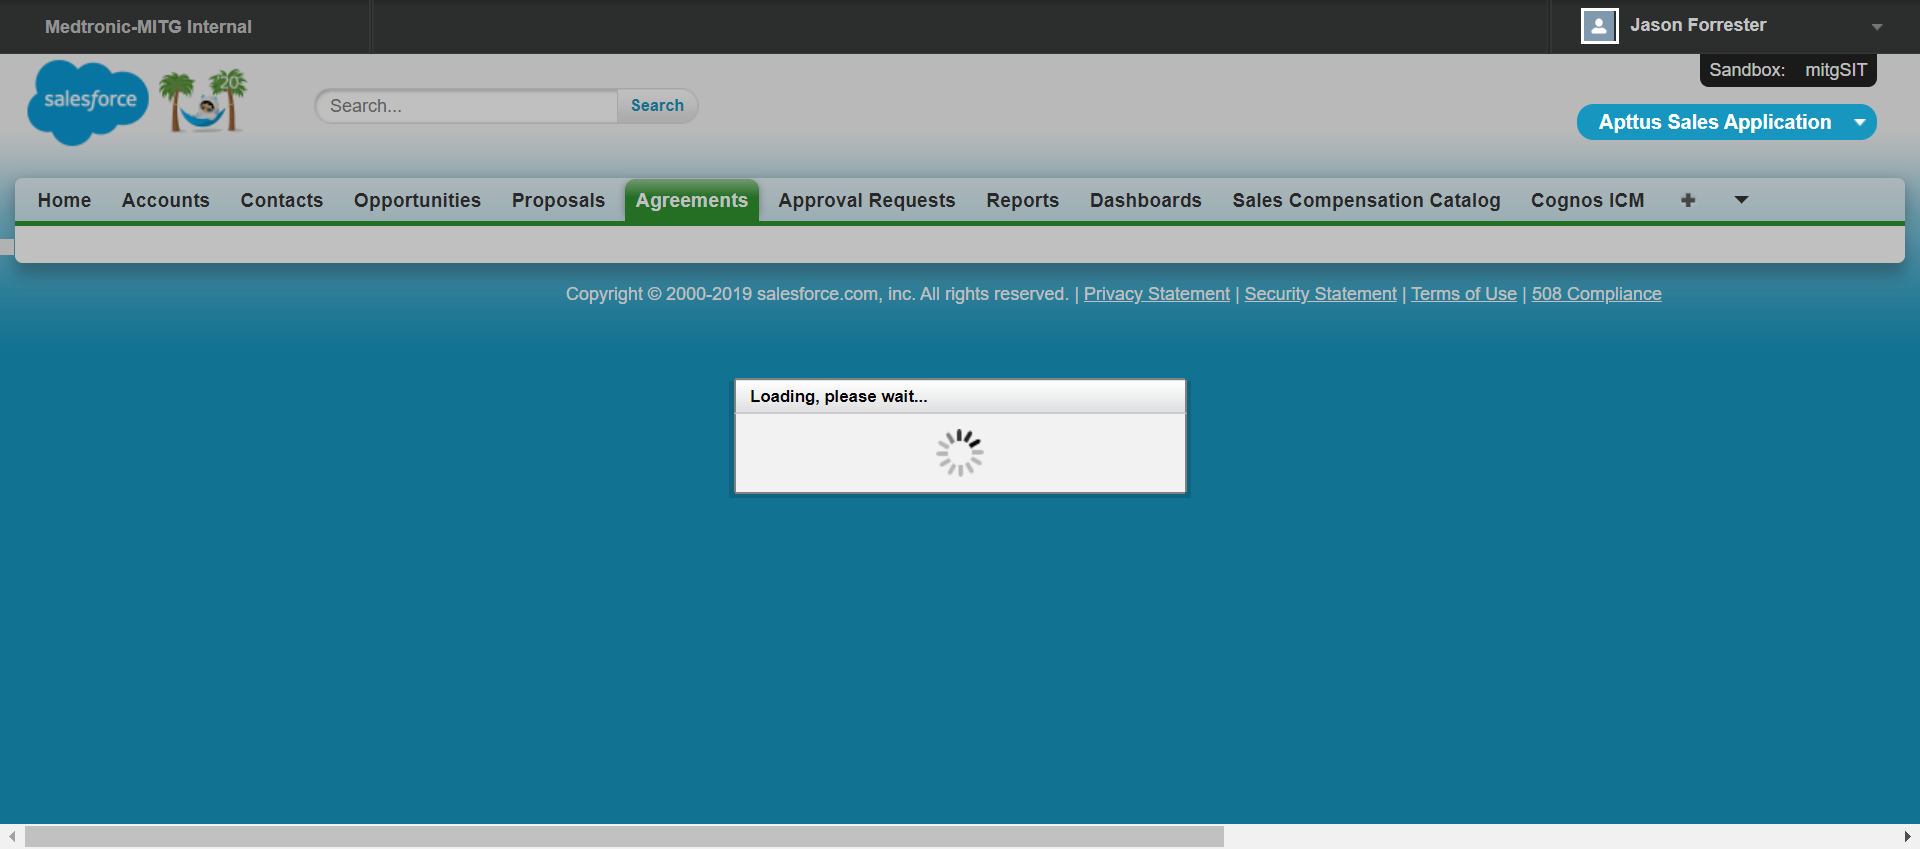 Medtronic-MITG Internal
Jason Forrester
salesforce
'20
Search...
Search
Sandbox: mitgSIT
Apttus Sales Application
Home Accounts Contacts Opportunities Proposals Agreements Approval Requests Reports Dashboards Sales Compensation Catalog Cognos ICM
Copyright © 2000-2019 salesforce.com, inc. All rights reserved. | Privacy Statement | Security Statement | Terms of Use | 508 Compliance
Loading, please wait...